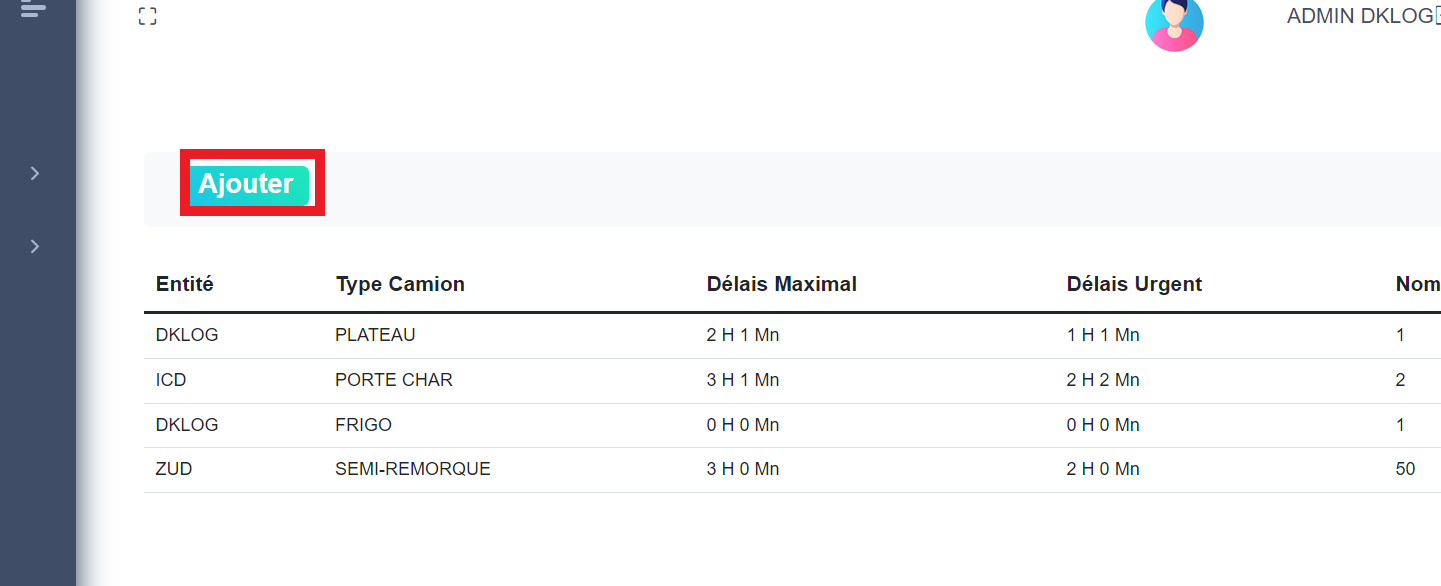 ADMIN DKLOG
Ajouter
Entité Type Camion Délais Maximal Délais Urgent Nom
DKLOG PLATEAU 2 H 1 Mn 1 H 1 Mn 1
ICD PORTE CHAR 3 H 1 Mn 2 H 2 Mn 2
DKLOG FRIGO 0 H 0 Mn 0 H 0 Mn 1
ZUD SEMI-REMORQUE 3 H 0 Mn 2 H 0 Mn 50